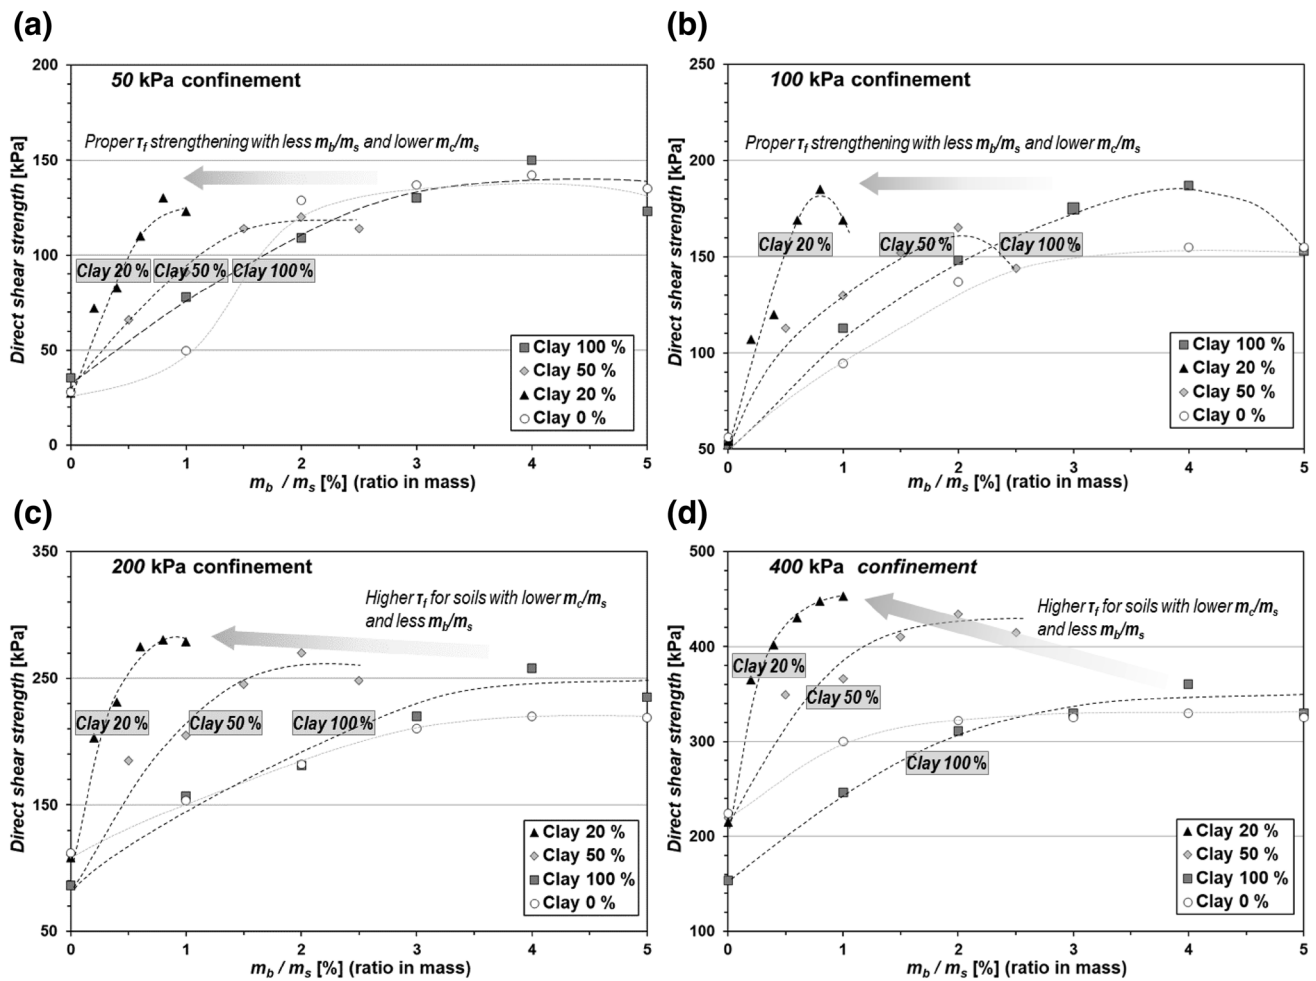 (a)
50 kPa confinement
Proper τf strengthening with less mb/ms and lower mc/ms
Direct shear strength [kPa]
200
150
100
50
0
Clay 20 %
Clay 50 %
Clay 100 %
Clay 100 %
Clay 50 %
Clay 20 %
Clay 0 %
0 1 2 3 4 5
mb / ms [%] (ratio in mass)
(b)
100 kPa confinement
Proper τf strengthening with less mb/ms and lower mc/ms
Direct shear strength [kPa]
250
200
150
100
50
Clay 20 %
Clay 50 %
Clay 100 %
Clay 100 %
Clay 20 %
Clay 50 %
Clay 0 %
0 1 2 3 4 5
mb / ms [%] (ratio in mass)
(c)
200 kPa confinement
Higher τf for soils with lower mc/ms
and less mb/ms
Direct shear strength [kPa]
350
250
150
50
Clay 20 %
Clay 50 %
Clay 100 %
Clay 20 %
Clay 50 %
Clay 100 %
Clay 0 %
0 1 2 3 4 5
mb / ms [%] (ratio in mass)
(d)
400 kPa confinement
Higher τf for soils with lower mc/ms
and less mb/ms
Direct shear strength [kPa]
500
400
300
200
100
Clay 20 %
Clay 50 %
Clay 100 %
Clay 20 %
Clay 50 %
Clay 100 %
Clay 0 %
0 1 2 3 4 5
mb / ms [%] (ratio in mass)